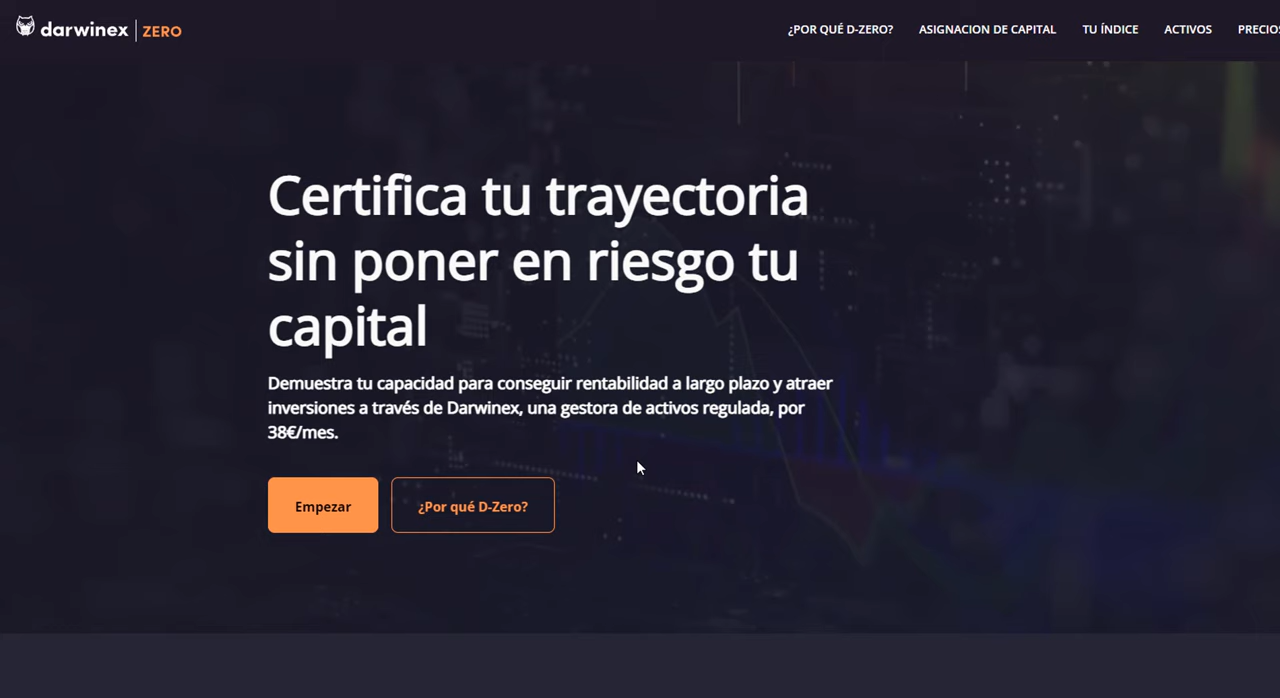 darwinex | ZERO
¿POR QUÉ D-ZERO? ASIGNACION DE CAPITAL TU ÍNDICE ACTIVOS PRECIOS
Certifica tu trayectoria
sin poner en riesgo tu
capital
Demuestra tu capacidad para conseguir rentabilidad a largo plazo y atraer
inversiones a través de Darwinex, una gestora de activos regulada, por
38€/mes.
Empezar ¿Por qué D-Zero?